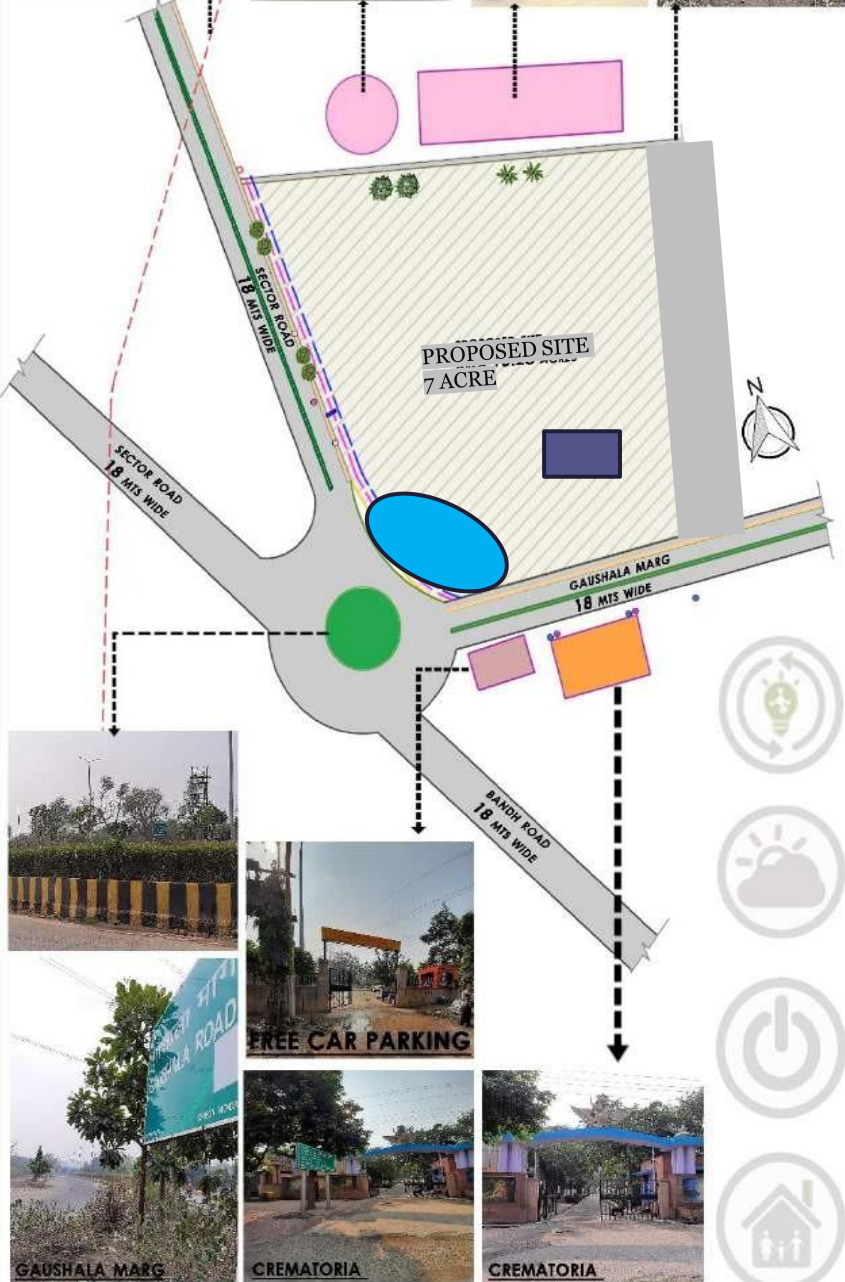 SECTOR ROAD
18 MTS WIDE
PROPOSED SITE
7 ACRE
N
SECTOR ROAD
18 MTS WIDE
GAUSHALA MARG
18 MTS WIDE
BANDH ROAD
18 MTS WIDE
FREE CAR PARKING
ROAD
GAUSHALA MARG
CREMATORIA
CREMATORIA